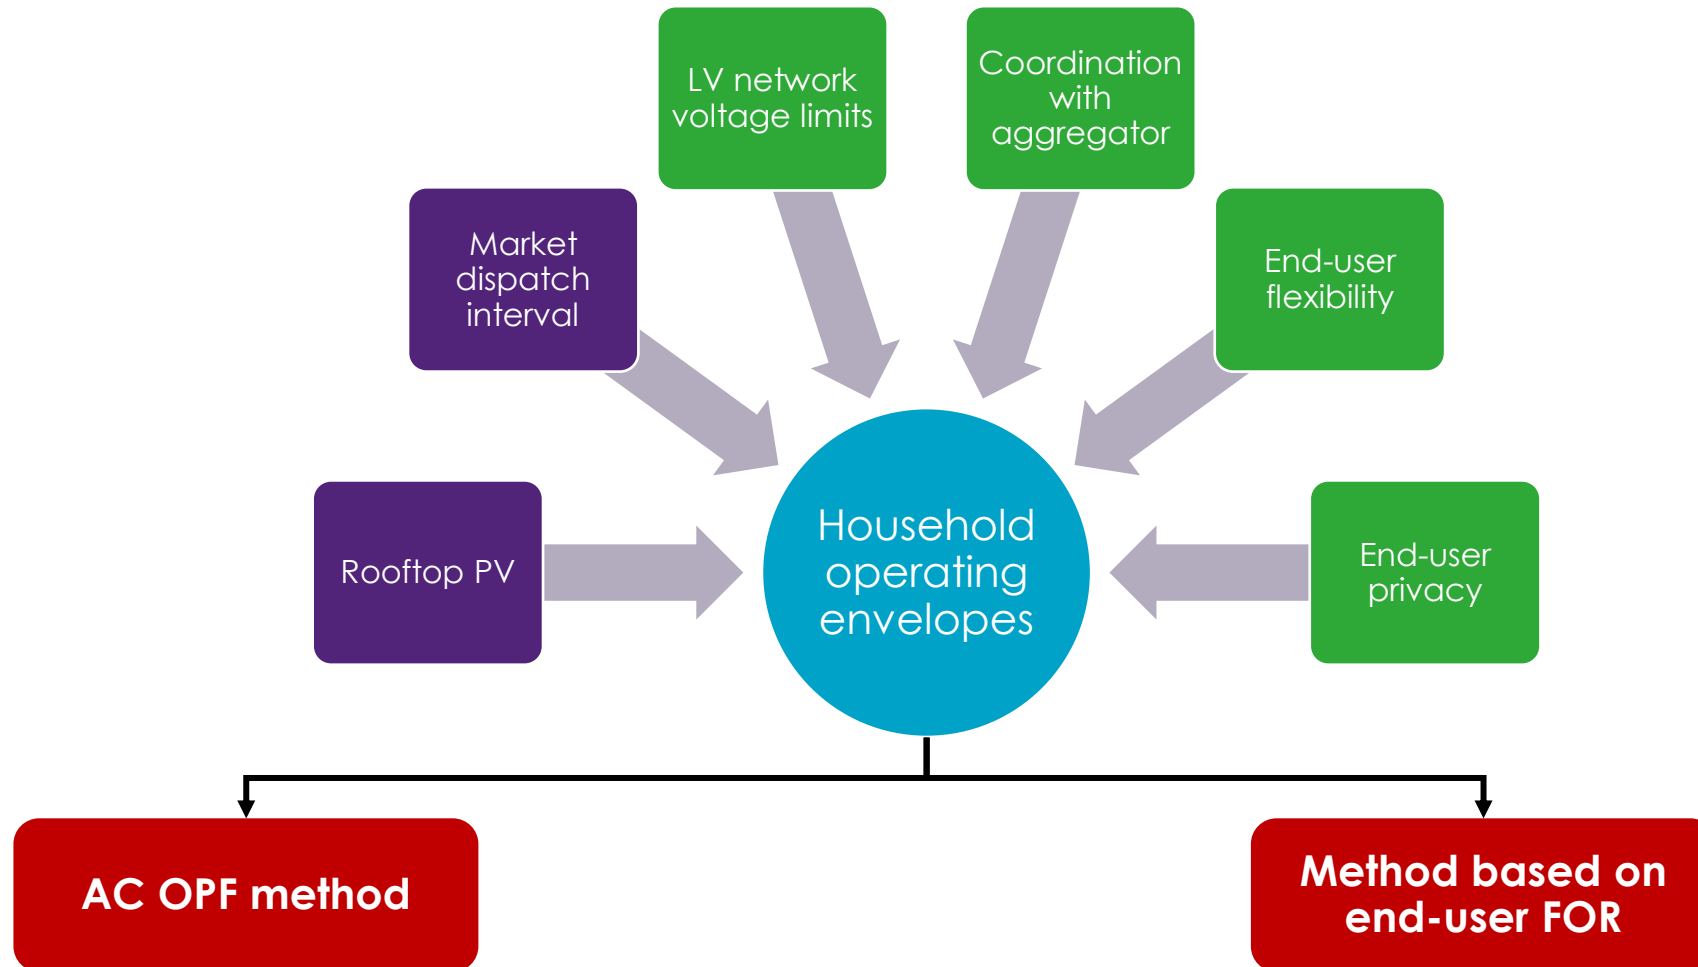 LV network
voltage limits
Coordination
with
aggregator
Market
dispatch
interval
End-user
flexibility
Rooftop PV
Household
operating
envelopes
End-user
privacy
AC OPF method
Method based on
end-user FOR